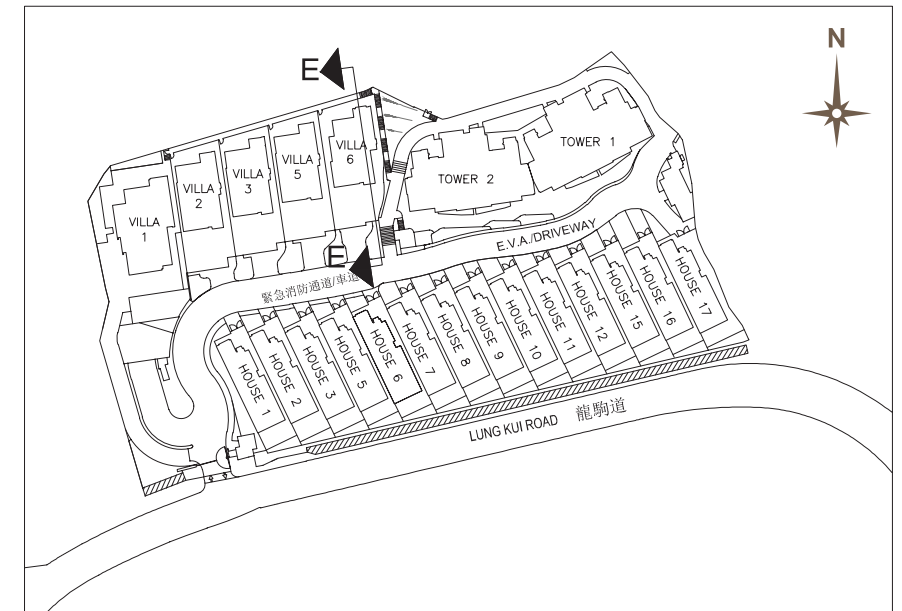 N
E
TOWER 1
TOWER 2
VILLA
6
VILLA
5
VILLA
3
VILLA
2
VILLA
1
E.V.A./DRIVEWAY
E
緊急消防通道/車道
HOUSE 1
HOUSE 2
HOUSE 3
HOUSE 5
HOUSE 6
HOUSE 7
HOUSE 8
HOUSE 9
HOUSE 10
HOUSE 11
HOUSE 12
HOUSE 15
HOUSE 16
HOUSE 17
LUNG KUI ROAD 龍駒道